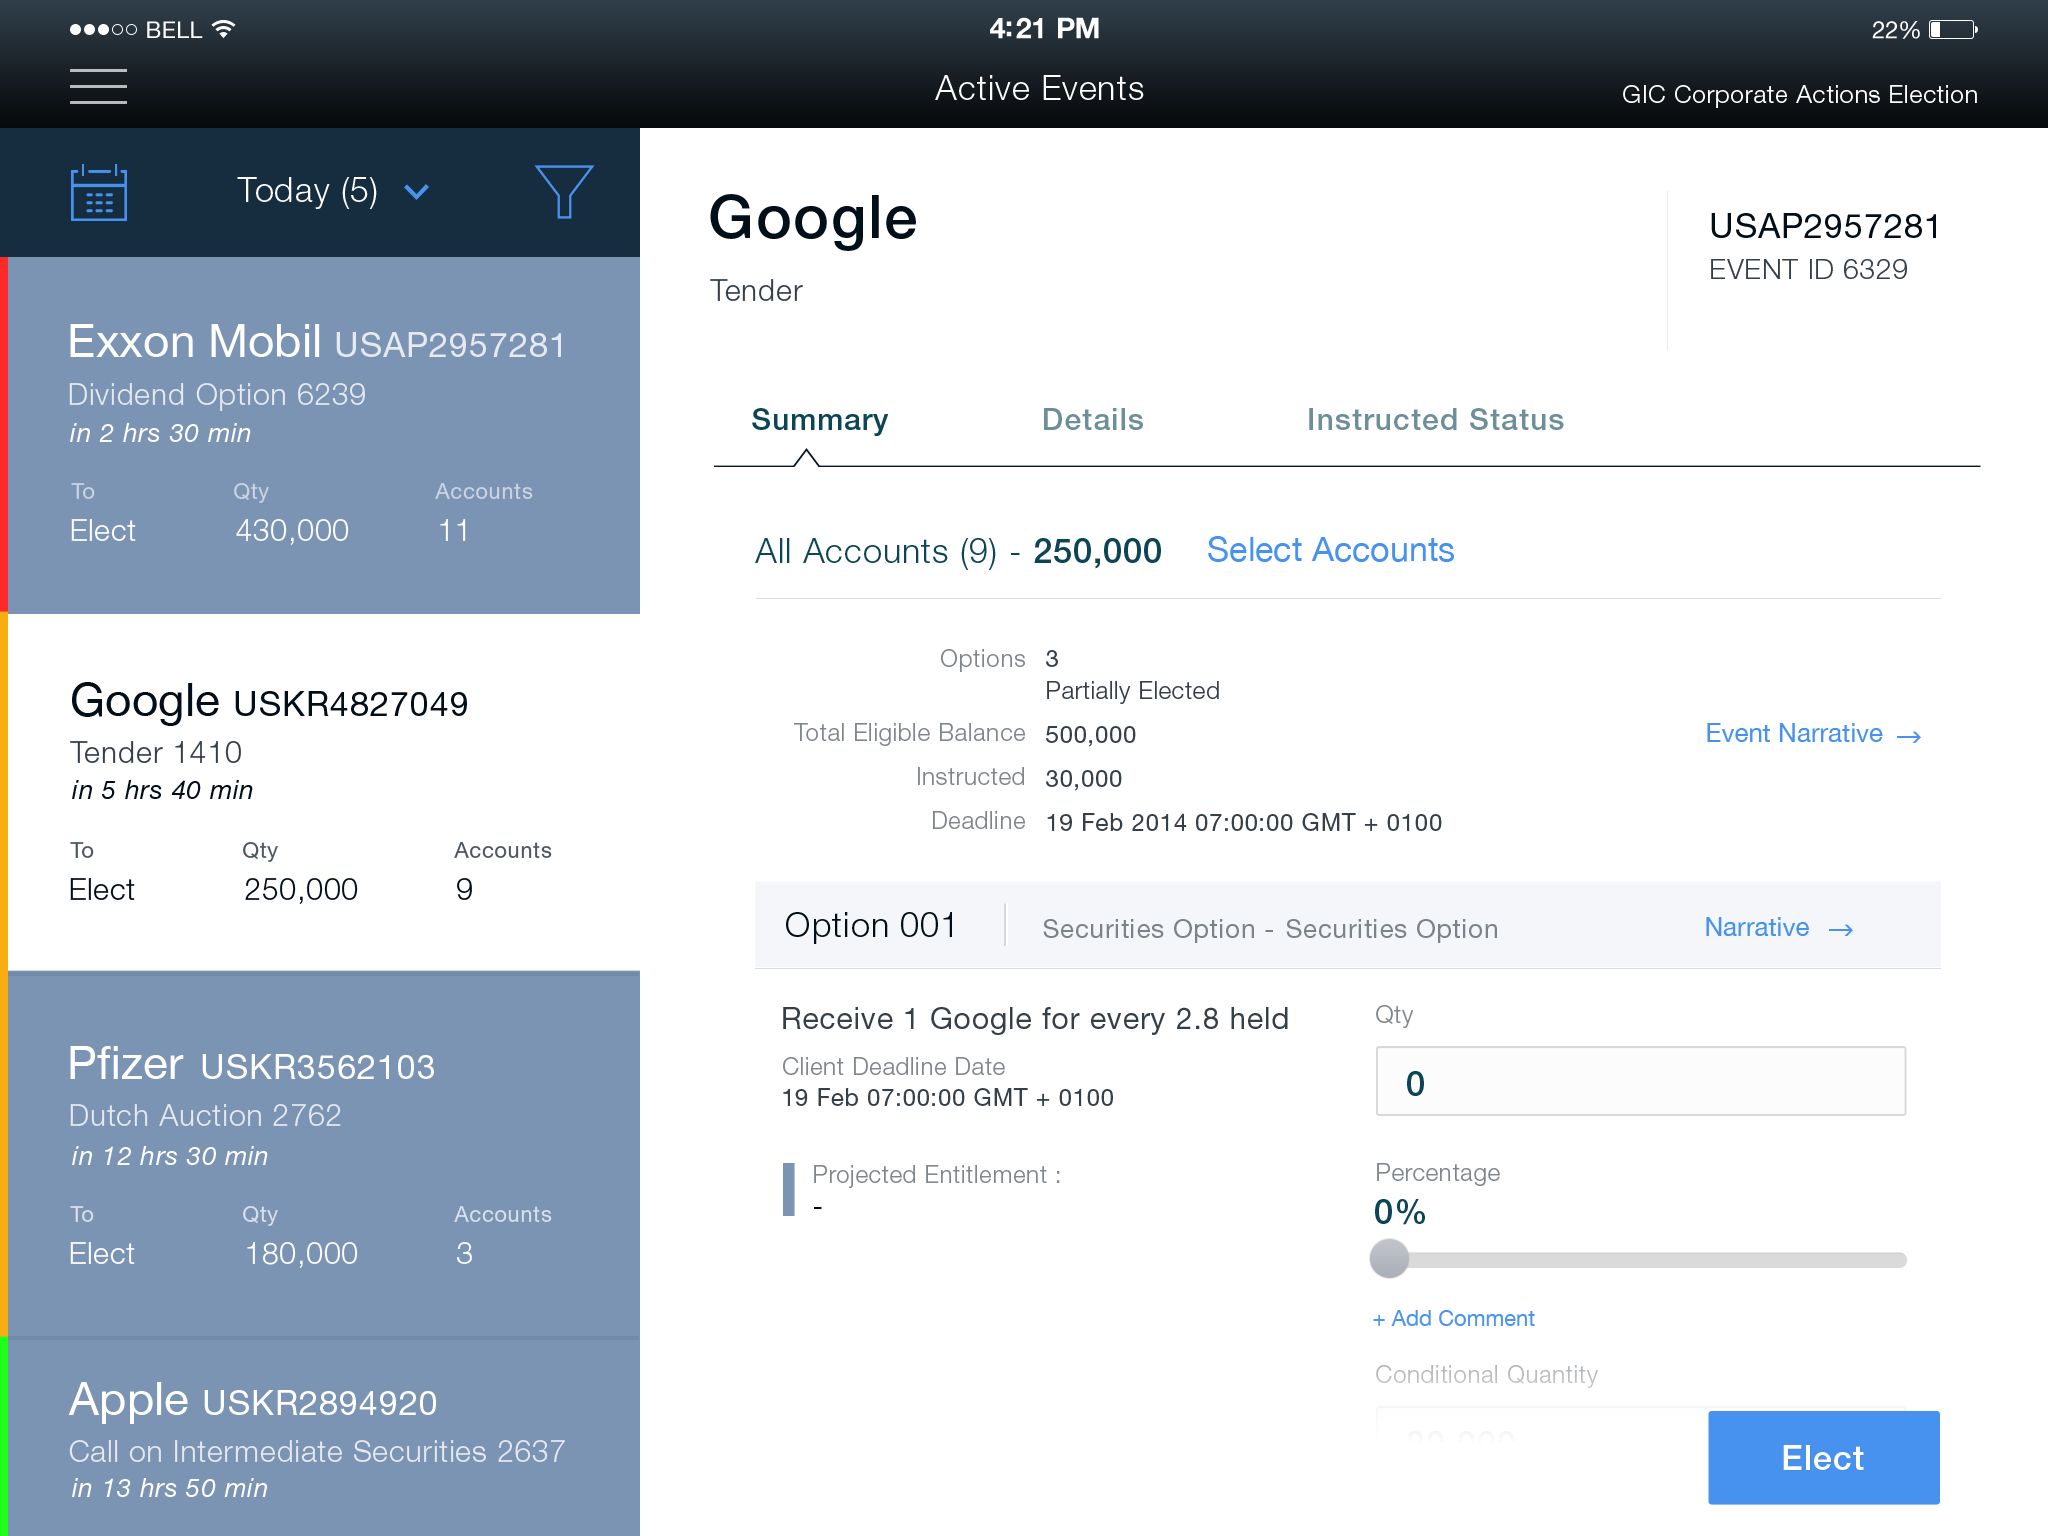 BELL
4:21 PM
22%
Active Events
GIC Corporate Actions Election
Today (5)
Exxon Mobil USAP2957281
Dividend Option 6239
in 2 hrs 30 min
To Qty Accounts
Elect 430,000 11
Google USKR4827049
Tender 1410
in 5 hrs 40 min
To Qty Accounts
Elect 250,000 9
Pfizer USKR3562103
Dutch Auction 2762
in 12 hrs 30 min
To Qty Accounts
Elect 180,000 3
Apple USKR2894920
Call on Intermediate Securities 2637
in 13 hrs 50 min
Google
Tender
USAP2957281
EVENT ID 6329
Summary Details Instructed Status
All Accounts (9) - 250,000 Select Accounts
Options 3
Partially Elected
Total Eligible Balance 500,000
Event Narrative →
Instructed 30,000
Deadline 19 Feb 2014 07:00:00 GMT + 0100
Option 001 Securities Option - Securities Option Narrative →
Receive 1 Google for every 2.8 held
Client Deadline Date
19 Feb 07:00:00 GMT + 0100
Projected Entitlement :
-
Qty
0
Percentage
0%
+ Add Comment
Conditional Quantity
Elect